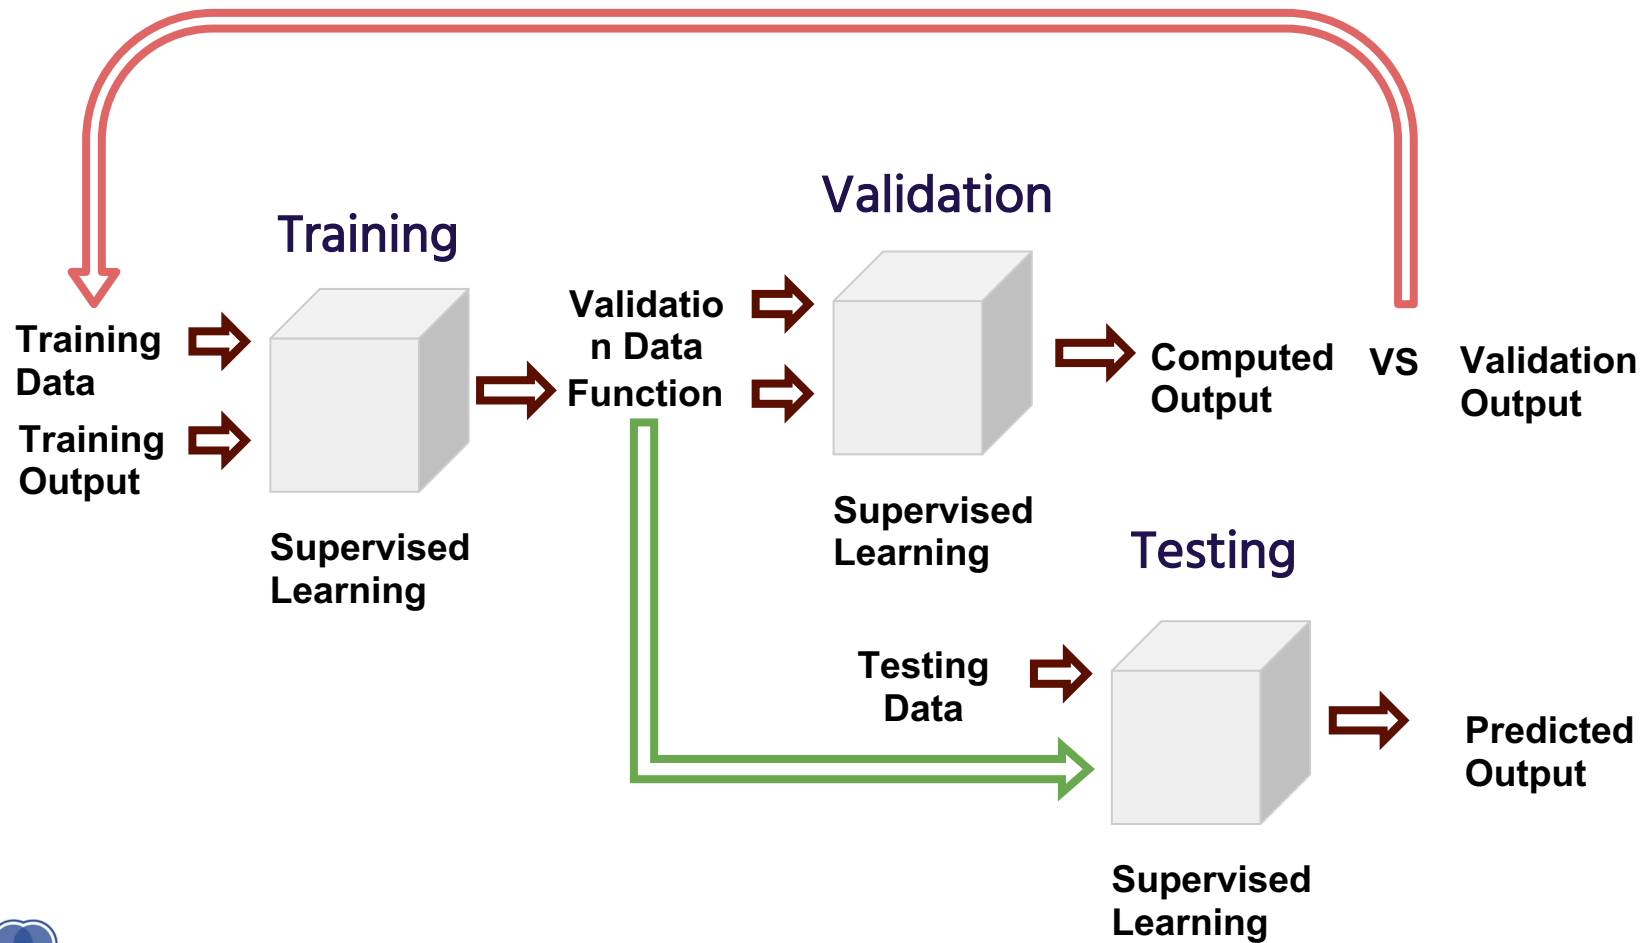 Training
Validation
Training
Data
Training
Output
Supervised
Learning
Validatio
n Data
Function
Supervised
Learning
Computed
Output
VS
Validation
Output
Testing
Testing
Data
Supervised
Learning
Predicted
Output